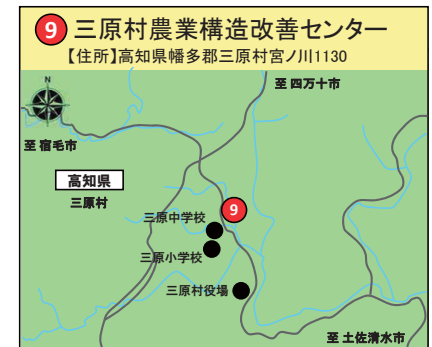 9 三原村農業構造改善センター
【住所】高知県幡多郡三原村宮ノ川1130
N
至 四万十市
至 宿毛市
高知県
三原村
9
三原中学校
三原小学校
三原村役場
至 土佐清水市